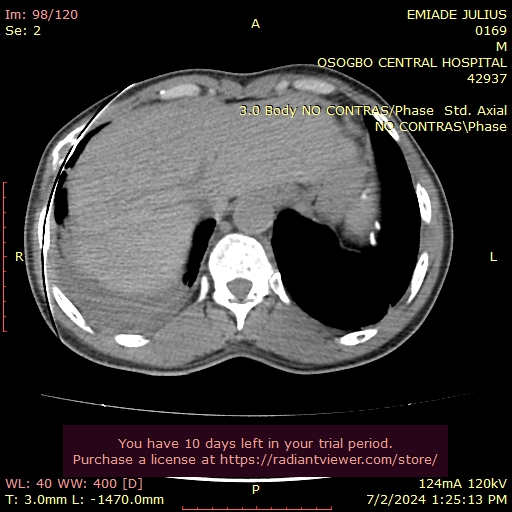 Im: 98/120
Se: 2
A
EMIADE JULIUS
0169
M
OSOGBO CENTRAL HOSPITAL
42937
3.0 Body NO CONTRAS/Phase Std. Axial
NO CONTRAS\Phase
R
L
You have 10 days left in your trial period.
Purchase a license at https://radiantviewer.com/store/
WL: 40 WW: 400 [D]
T: 3.0mm L: -1470.0mm
P
124mA 120kV
7/2/2024 1:25:13 PM